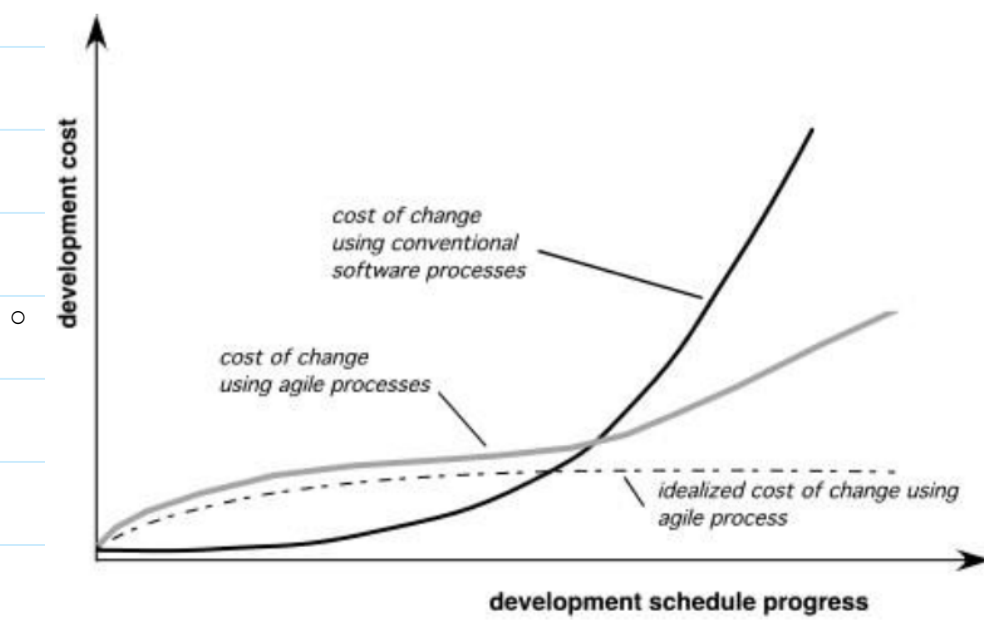 development cost
cost of change
using conventional
software processes
cost of change
using agile processes
idealized cost of change using
agile process
development schedule progress